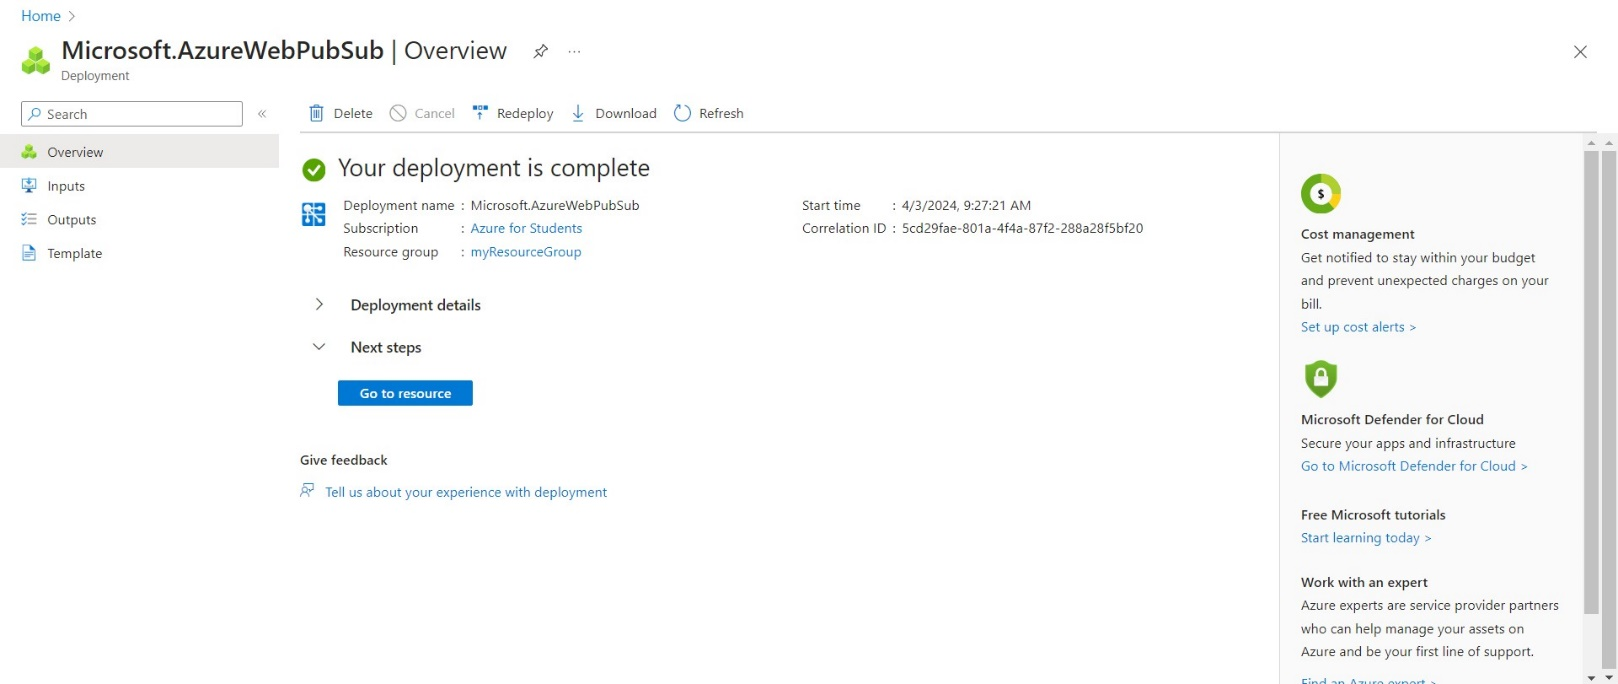 Home
Microsoft.AzureWebPubSub | Overview
Deployment
Search
Overview
Inputs
Outputs
Template
Delete
Cancel
Redeploy
Download
Refresh
Your deployment is complete
Deployment name : Microsoft.AzureWebPubSub
Subscription : Azure for Students
Resource group : myResourceGroup
Start time : 4/3/2024, 9:27:21 AM
Correlation ID : 5cd29fae-801a-4f4a-87f2-288a28f5bf20
Deployment details
Next steps
Go to resource
Give feedback
Tell us about your experience with deployment
$
Cost management
Get notified to stay within your budget
and prevent unexpected charges on your
bill.
Set up cost alerts >
Microsoft Defender for Cloud
Secure your apps and infrastructure
Go to Microsoft Defender for Cloud >
Free Microsoft tutorials
Start learning today >
Work with an expert
Azure experts are service provider partners
who can help manage your assets on
Azure and be your first line of support.
Find an Azure expert >